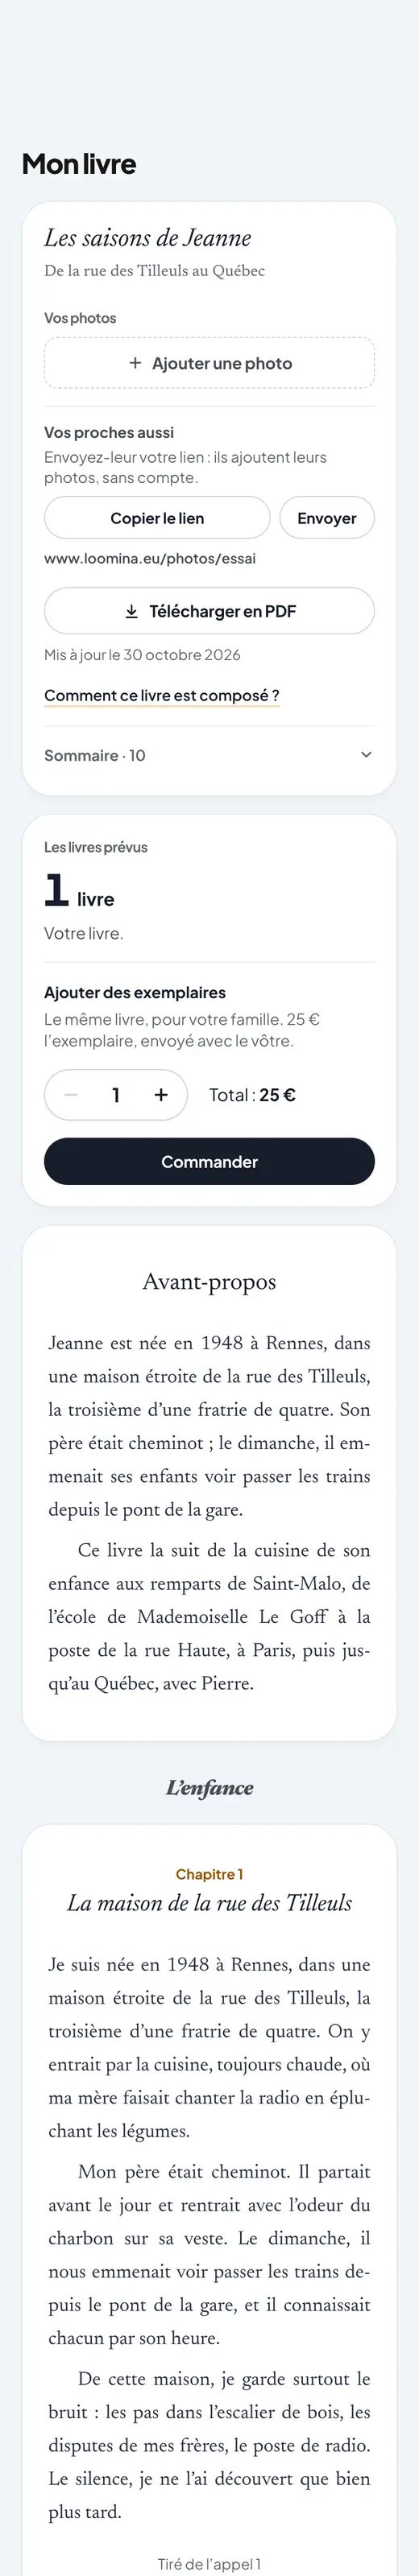 Mon livre
Les saisons de Jeanne
De la rue des Tilleuls au Québec
Vos photos
+ Ajouter une photo
Vos proches aussi
Envoyez-leur votre lien : ils ajoutent leurs
photos, sans compte.
Copier le lien
Envoyer
www.loomina.eu/photos/essai
Télécharger en PDF
Mis à jour le 30 octobre 2026
Comment ce livre est composé ?
Sommaire · 10
Les livres prévus
1 livre
Votre livre.
Ajouter des exemplaires
Le même livre, pour votre famille. 25 €
l’exemplaire, envoyé avec le vôtre.
− 1 + Total : 25 €
Commander
Avant-propos
Jeanne est née en 1948 à Rennes, dans
une maison étroite de la rue des Tilleuls,
la troisième d’une fratrie de quatre. Son
père était cheminot ; le dimanche, il em-
menait ses enfants voir passer les trains
depuis le pont de la gare.
Ce livre la suit de la cuisine de son
enfance aux remparts de Saint-Malo, de
l’école de Mademoiselle Le Goff à la
poste de la rue Haute, à Paris, puis jus-
qu’au Québec, avec Pierre.
L’enfance
Chapitre 1
La maison de la rue des Tilleuls
Je suis née en 1948 à Rennes, dans une
maison étroite de la rue des Tilleuls, la
troisième d’une fratrie de quatre. On y
entrait par la cuisine, toujours chaude, où
ma mère faisait chanter la radio en éplu-
chant les légumes.
Mon père était cheminot. Il partait
avant le jour et rentrait avec l’odeur du
charbon sur sa veste. Le dimanche, il
nous emmenait voir passer les trains de-
puis le pont de la gare, et il connaissait
chacun par son heure.
De cette maison, je garde surtout le
bruit : les pas dans l’escalier de bois, les
disputes de mes frères, le poste de radio.
Le silence, je ne l’ai découvert que bien
plus tard.
Tiré de l’appel 1